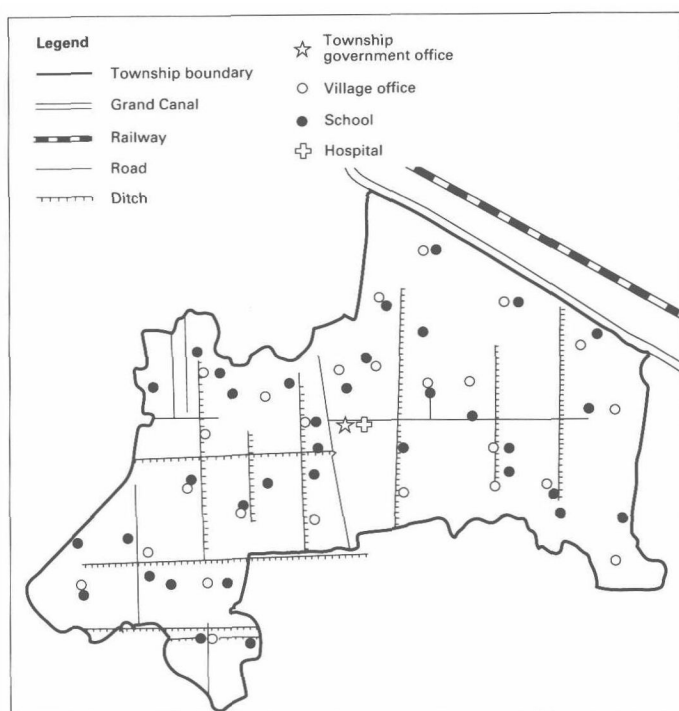 Legend
Township boundary
Grand Canal
Railway
Road
Ditch
Township
government office
Village office
School
Hospital